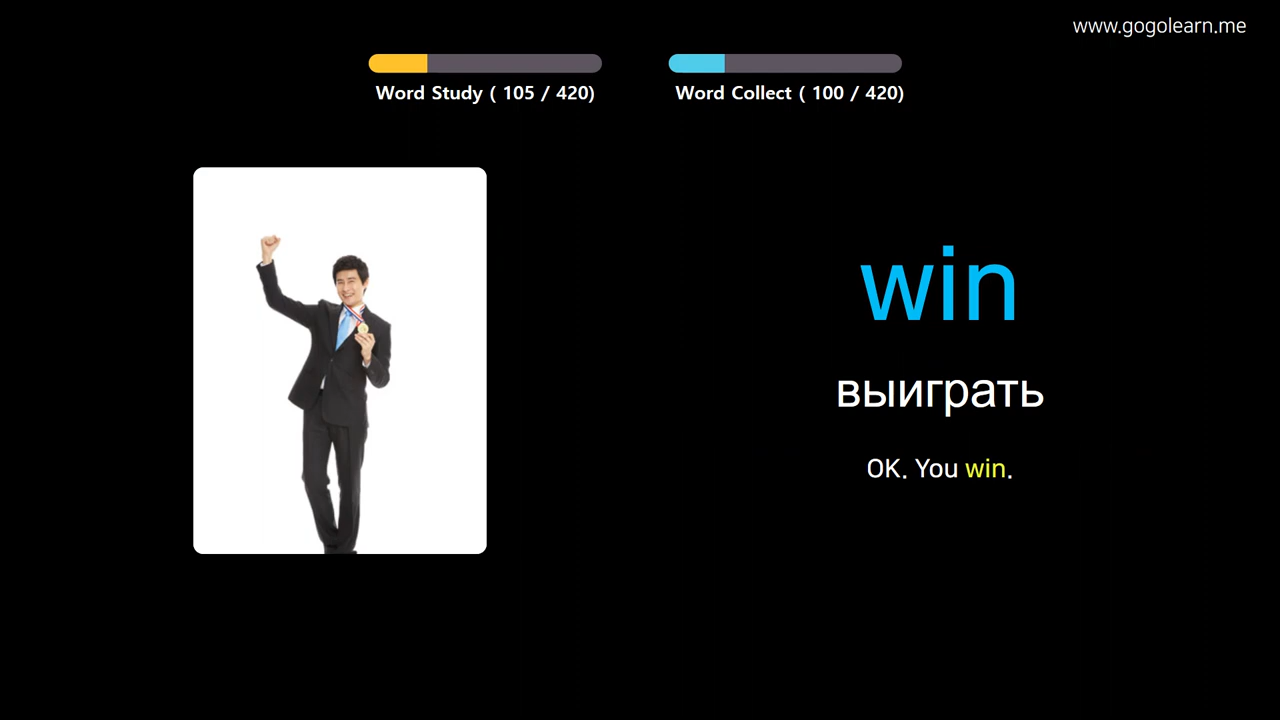 www.gogolearn.me
Word Study ( 105 / 420)
Word Collect ( 100 / 420)
win
выиграть
OK. You win.